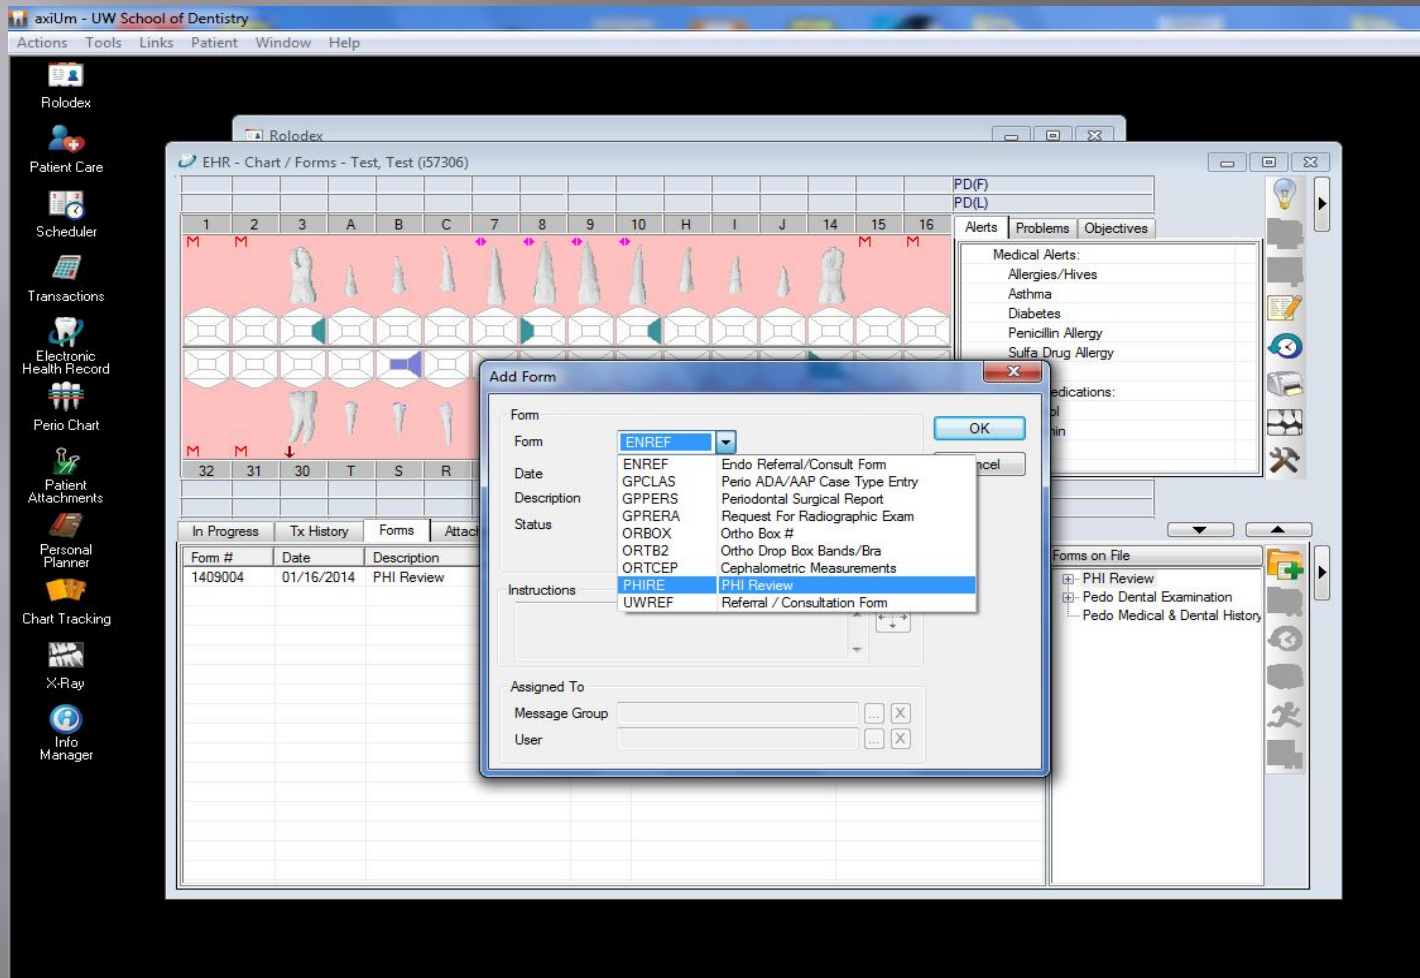 axiUm - UW School of Dentistry
Actions Tools Links Patient Window Help
Rolodex
Patient Care
Scheduler
Transactions
Electronic
Health Record
Perio Chart
Patient
Attachments
Personal
Planner
Chart Tracking
X-Ray
Info
Manager
Rolodex
EHR - Chart / Forms - Test, Test (i57306)
PD(F)
PD(L)
1 2 3 A B C 7 8 9 10 H I J 14 15 16
M M M M
M M
32 31 30 T S R
Alerts Problems Objectives
Medical Alerts:
Allergies/Hives
Asthma
Diabetes
Penicillin Allergy
Sulfa Drug Allergy
In Progress Tx History Forms
Form # Date Description
1409004 01/16/2014 PHI Review
Add Form
Form
Form ENREF
OK
Date
Description
Status
ENREF Endo Referral/Consult Form
GPCLAS Perio ADA/AAP Case Type Entry
GPPERS Periodontal Surgical Report
GPRERA Request For Radiographic Exam
ORBOX Ortho Box #
ORTB2 Ortho Drop Box Bands/Bra
ORTCEP Cephalometric Measurements
PHIRE PHI Review
UWREF Referral / Consultation Form
Instructions
Assigned To
Message Group ... X
User ... X
Forms on File
PHI Review
Pedo Dental Examination
Pedo Medical & Dental History